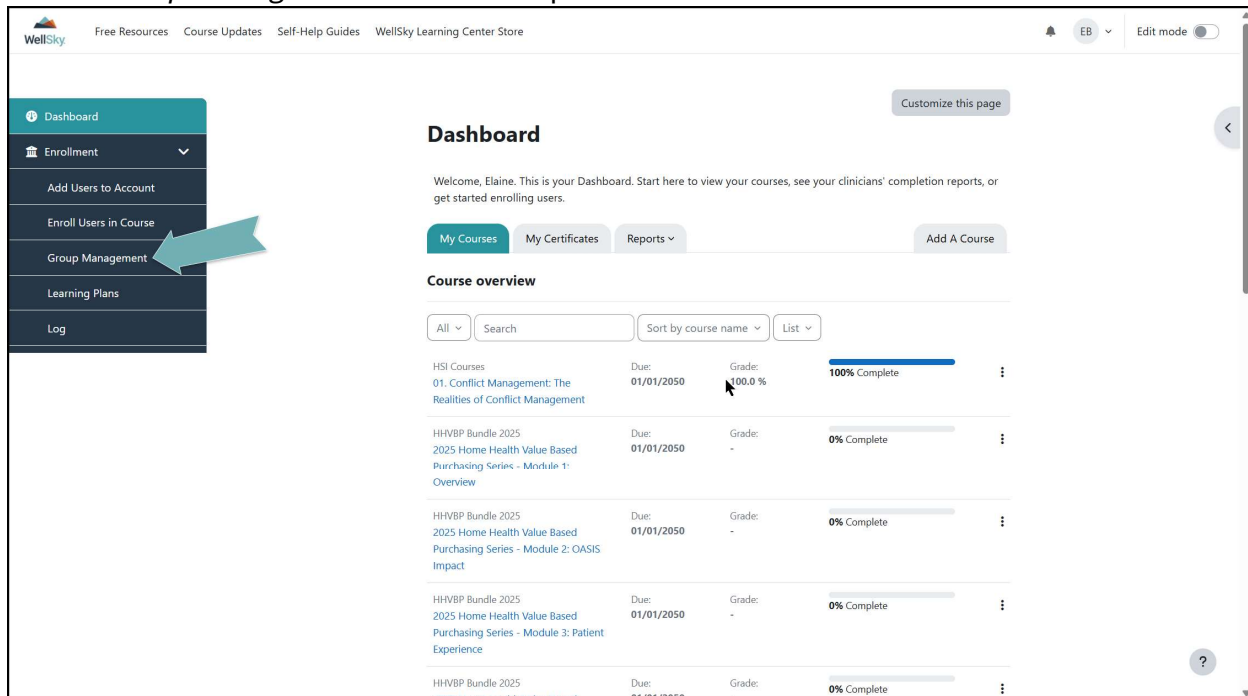 WellSky.
Free Resources Course Updates Self-Help Guides WellSky Learning Center Store
EB
Edit mode
Dashboard
Enrollment
Add Users to Account
Enroll Users in Course
Group Management
Learning Plans
Log
Customize this page
Dashboard
Welcome, Elaine. This is your Dashboard. Start here to view your courses, see your clinicians' completion reports, or
get started enrolling users.
My Courses My Certificates Reports Add A Course
Course overview
All Search Sort by course name List
HSI Courses
01. Conflict Management: The
Realities of Conflict Management
Due:
01/01/2050
Grade:
100.0 %
100% Complete
HHVBP Bundle 2025
2025 Home Health Value Based
Purchasing Series - Module 1:
Overview
Due:
01/01/2050
Grade:
-
0% Complete
HHVBP Bundle 2025
2025 Home Health Value Based
Purchasing Series - Module 2: OASIS
Impact
Due:
01/01/2050
Grade:
-
0% Complete
HHVBP Bundle 2025
2025 Home Health Value Based
Purchasing Series - Module 3: Patient
Experience
Due:
01/01/2050
Grade:
-
0% Complete
HHVBP Bundle 2025
Due:
Grade:
0% Complete
?